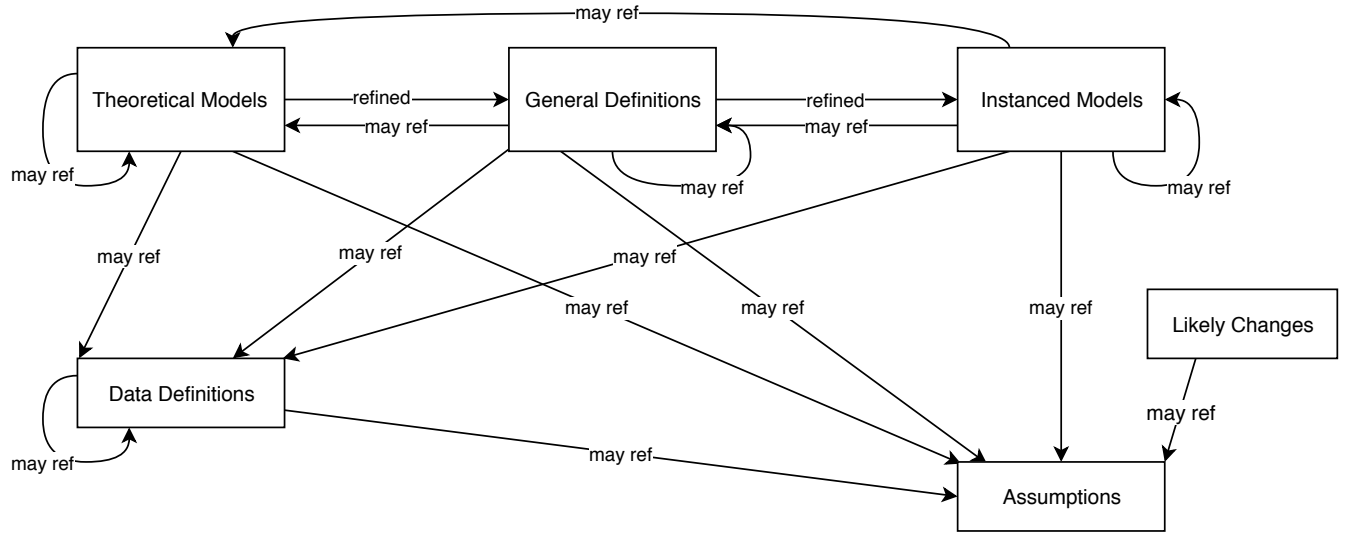 may ref
Theoretical Models
refined
General Definitions
refined
Instanced Models
may ref
may ref
may ref
may ref
may ref
may ref
may ref
may ref
may ref
may ref
may ref
may ref
Likely Changes
Data Definitions
may ref
may ref
may ref
Assumptions